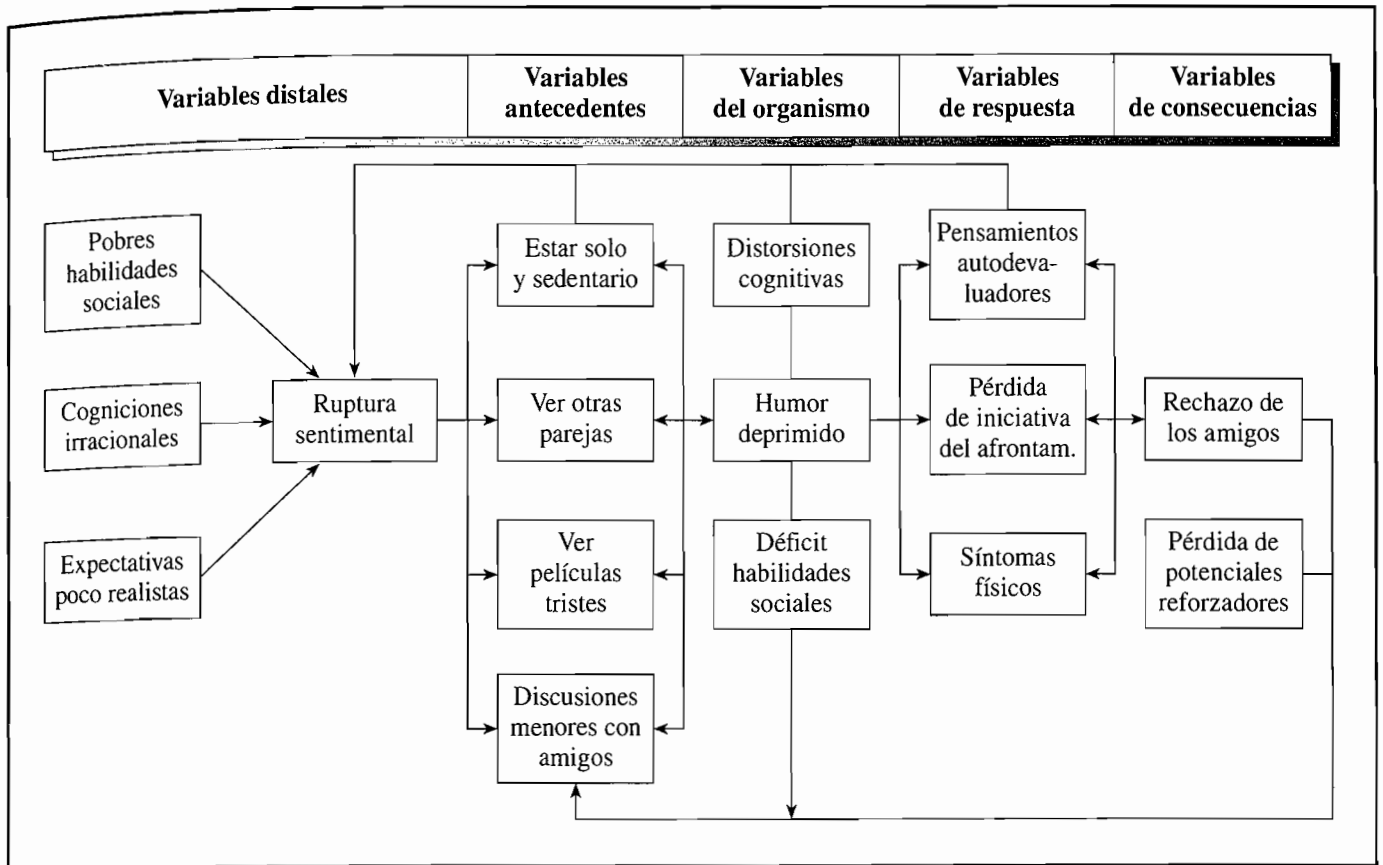 Variables distales
Variables
antecedentes
Variables
del organismo
Variables
de respuesta
Variables
de consecuencias
Pobres
habilidades
sociales
Cogniciones
irracionales
Expectativas
poco realistas
Ruptura
sentimental
Estar solo
y sedentario
Ver otras
parejas
Ver
películas
tristes
Discusiones
menores con
amigos
Distorsiones
cognitivas
Humor
deprimido
Déficit
habilidades
sociales
Pensamientos
autodeva-
luadores
Pérdida
de iniciativa
del afrontam.
Síntomas
físicos
Rechazo de
los amigos
Pérdida de
potenciales
reforzadores